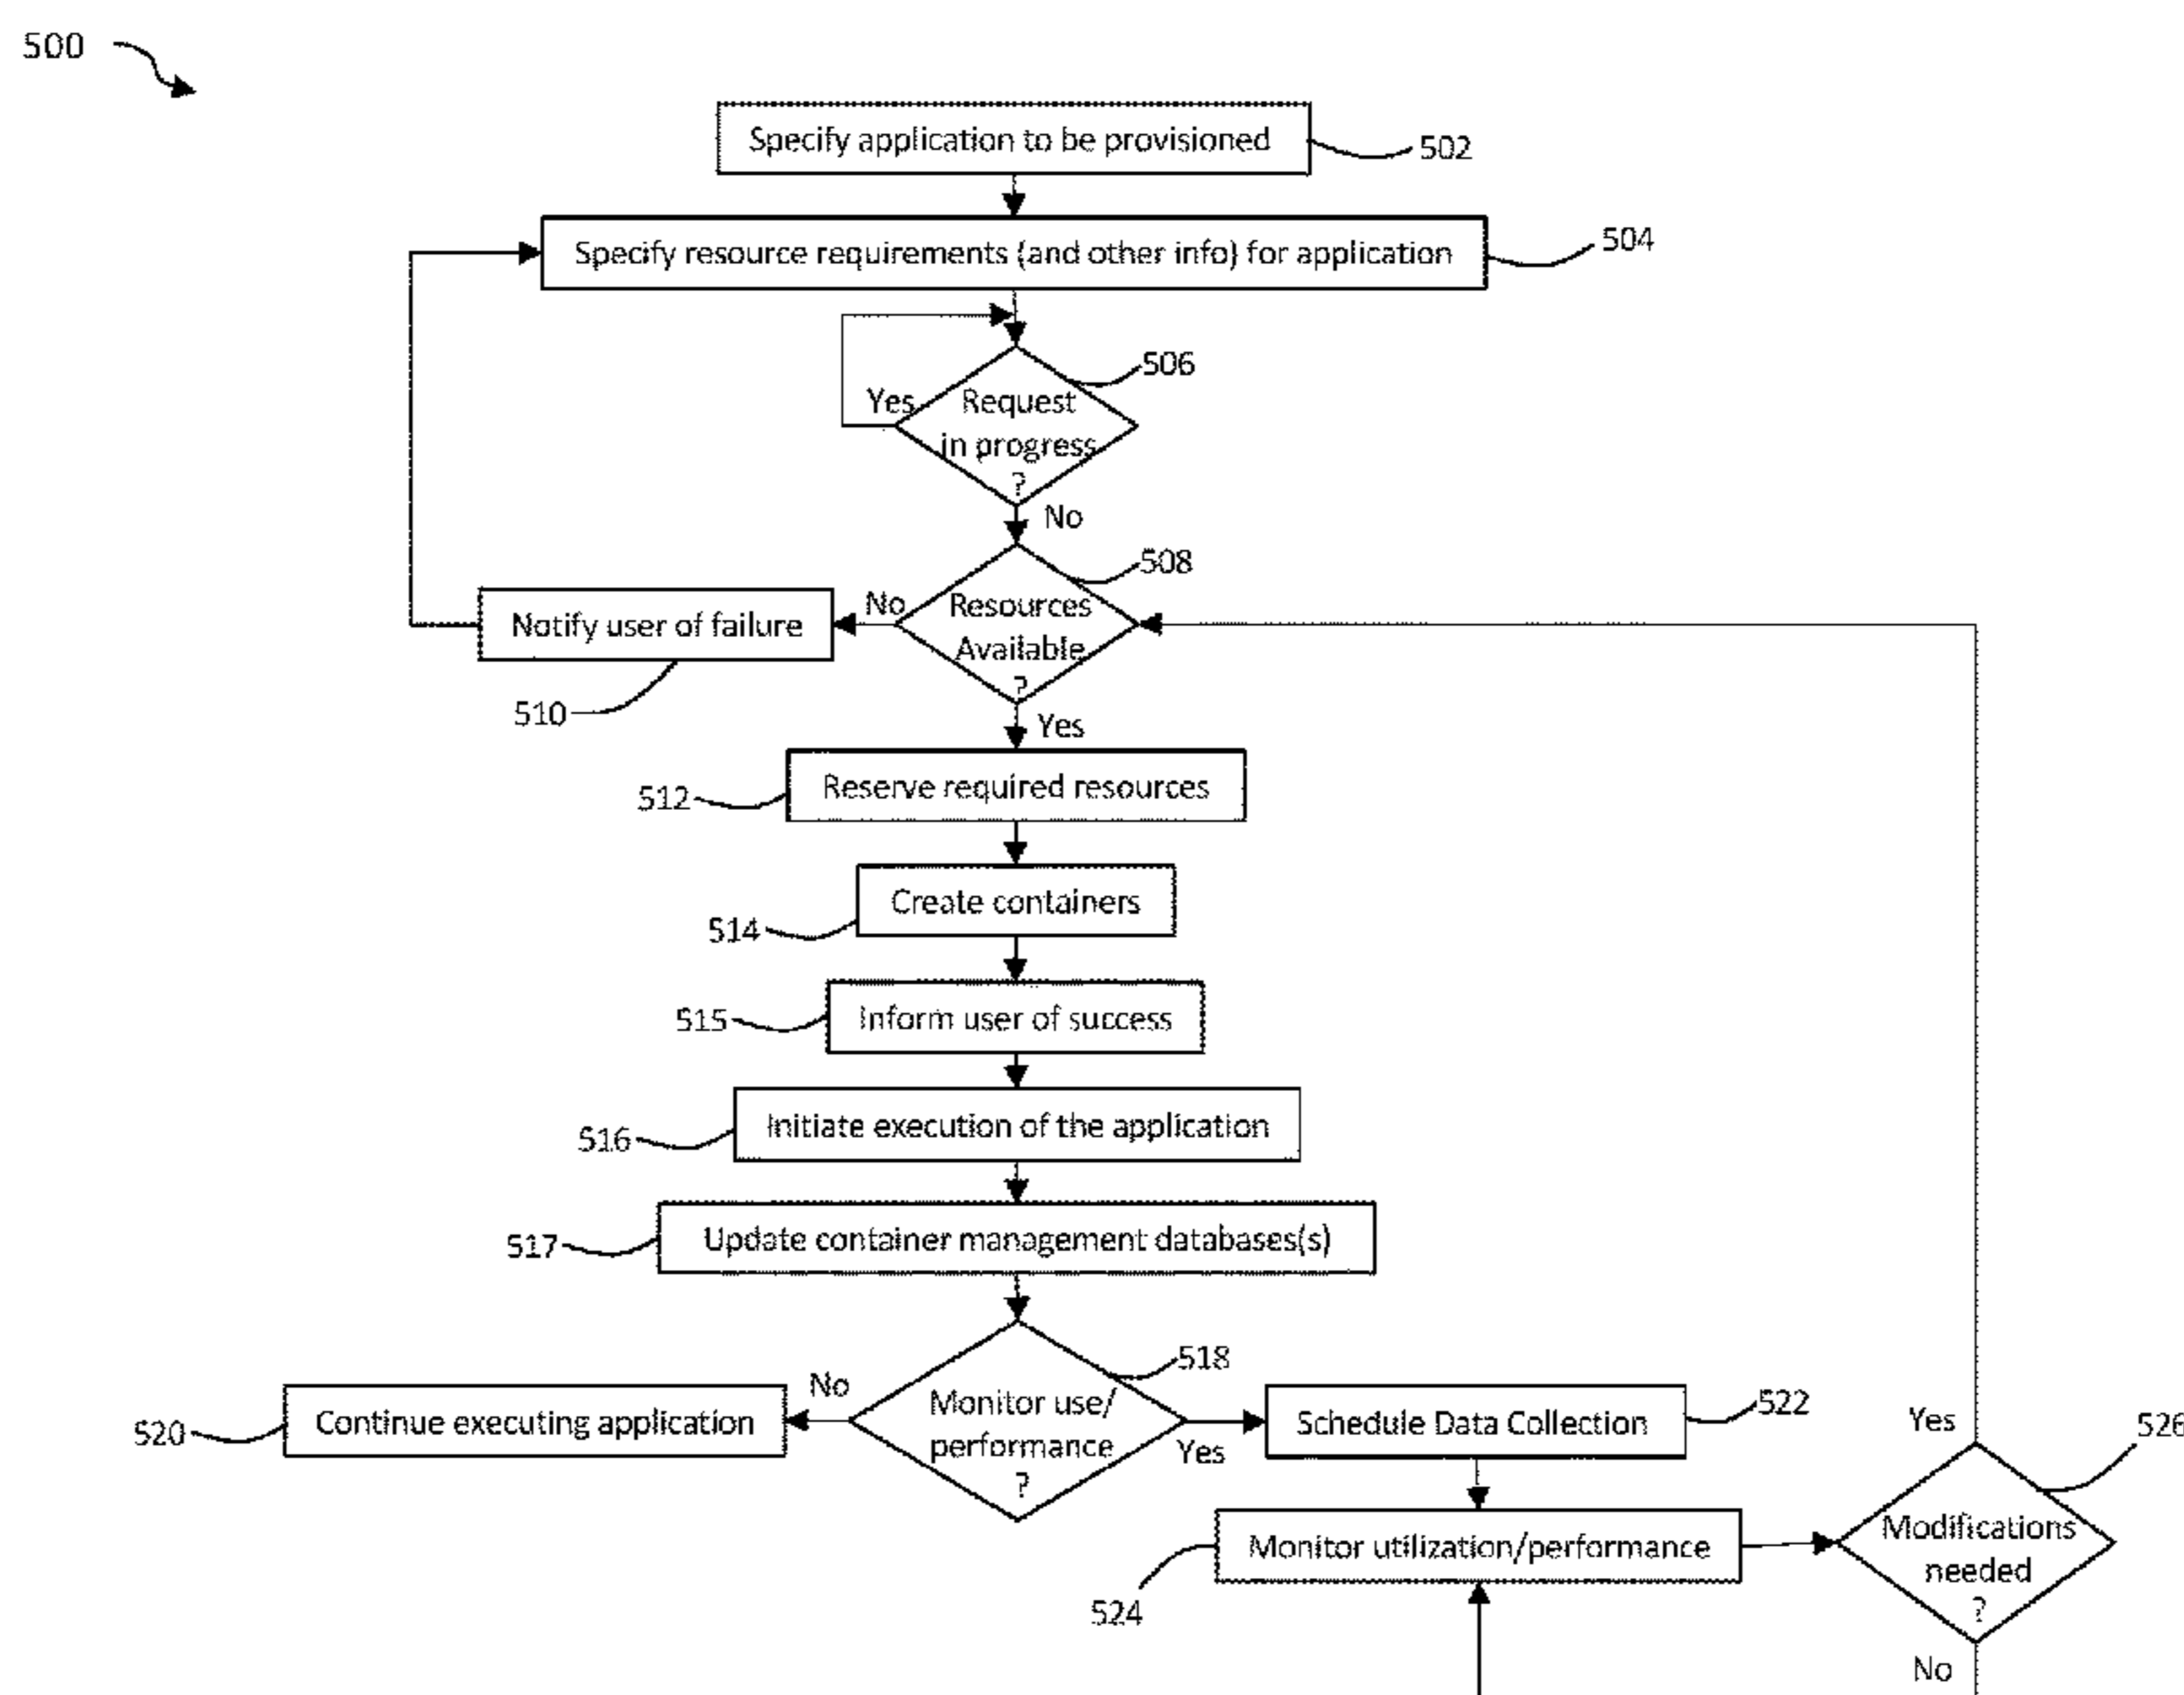 500
Specify application to be provisioned
502
Specify resource requirements (and other info) for application
504
506
Yes
Request
in progress
?
No
508
Resources
Available
?
No
Notify user of failure
510
Yes
Reserve required resources
512
Create containers
514
Inform user of success
515
Initiate execution of the application
516
Update container management databases(s)
517
518
Monitor use/
performance
?
No
Continue executing application
520
Yes
Schedule Data Collection
522
Monitor utilization/performance
524
Yes
526
Modifications
needed
?
No